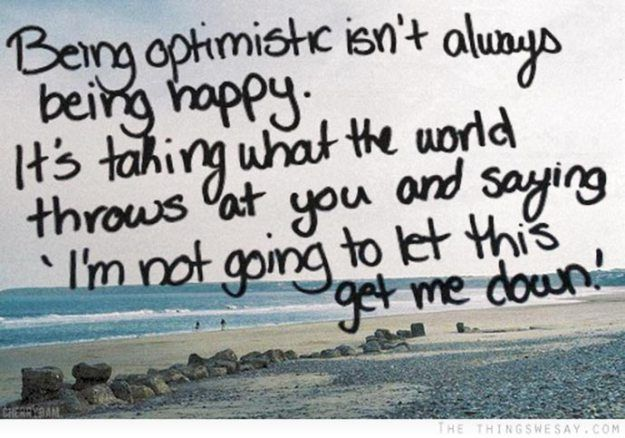 Being optimistic isn't always
being happy.
It's taking what the world
throws at you and saying
'I'm not going to let this
get me down.'
THE THINGSWESAY.COM